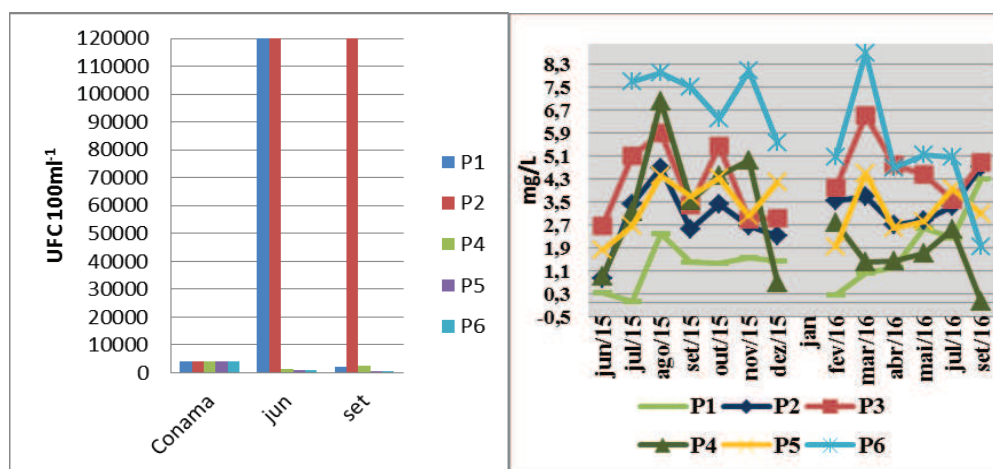 UFC 100ml⁻¹
120000
110000
100000
90000
80000
70000
60000
50000
40000
30000
20000
10000
0
Conama
jun
set
P1
P2
P4
P5
P6
mg/L
8,3
7,5
6,7
5,9
5,1
4,3
3,5
2,7
1,9
1,1
0,3
-0,5
jun/15
jul/15
ago/15
set/15
out/15
nov/15
dez/15
jan
fev/16
mar/16
abr/16
mai/16
jul/16
set/16
P1 P2 P3
P4 P5 P6